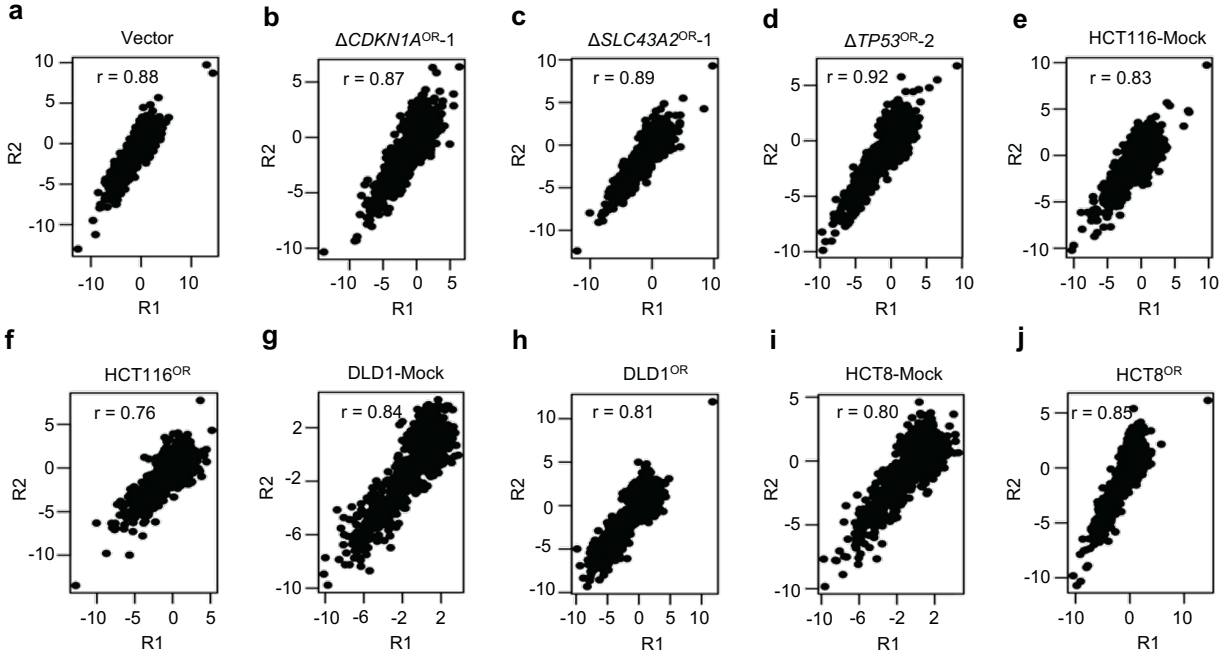 a
Vector
r = 0.88
10
5
0
-5
-10
R2
-10
0
10
R1
b
ΔCDKN1A^OR-1
r = 0.87
5
0
-5
-10
R2
-10
-5
0
5
R1
c
ΔSLC43A2^OR-1
r = 0.89
10
5
0
-5
-10
R2
-10
0
10
R1
d
ΔTP53^OR-2
r = 0.92
5
0
-5
-10
R2
-10
-5
0
5
10
R1
e
HCT116-Mock
r = 0.83
10
5
0
-5
-10
R2
-10
-5
0
5
10
R1
f
HCT116^OR
r = 0.76
5
0
-5
-10
R2
-10
-5
0
5
R1
g
DLD1-Mock
r = 0.84
2
-2
-6
-10
R2
-10
-6
-2
2
R1
h
DLD1^OR
r = 0.81
10
5
0
-5
-10
R2
-10
-5
0
5
10
R1
i
HCT8-Mock
r = 0.80
5
0
-5
-10
R2
-10
-6
-2
2
R1
j
HCT8^OR
r = 0.85
5
0
-5
-10
R2
-10
-5
0
5
10
R1